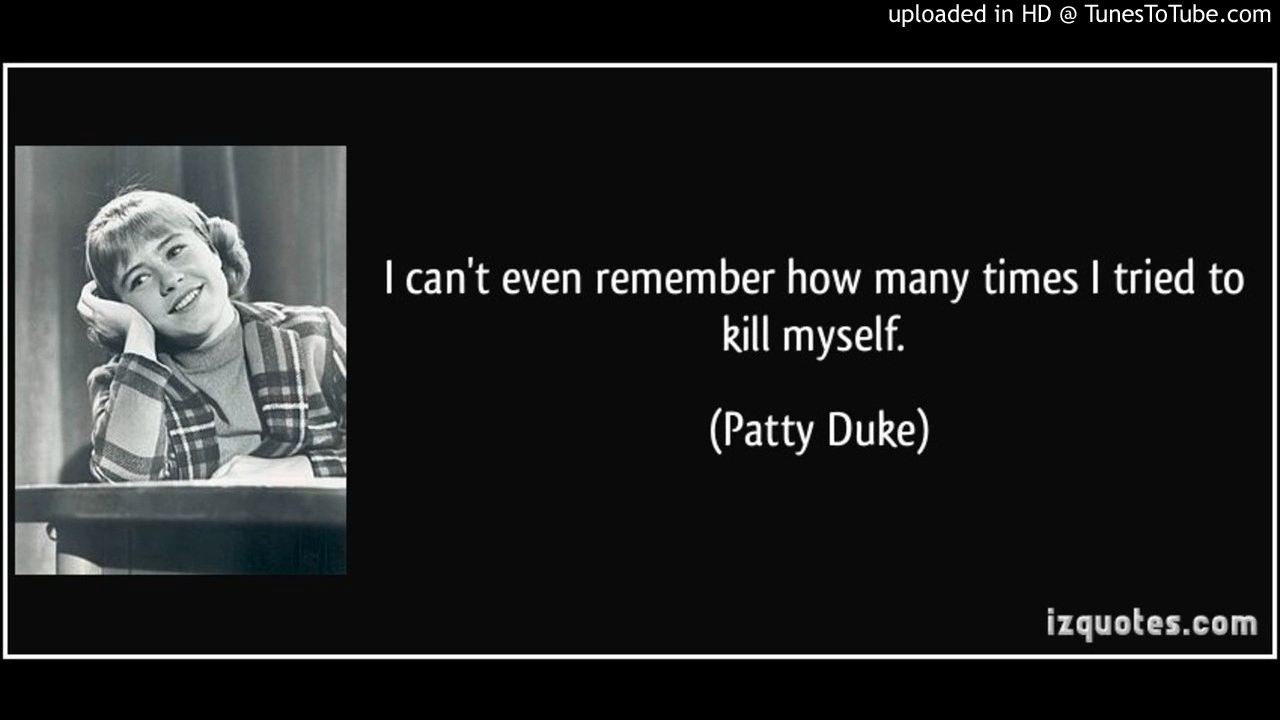 uploaded in HD @ TunesToTube.com
I can't even remember how many times I tried to
kill myself.
(Patty Duke)
izquotes.com